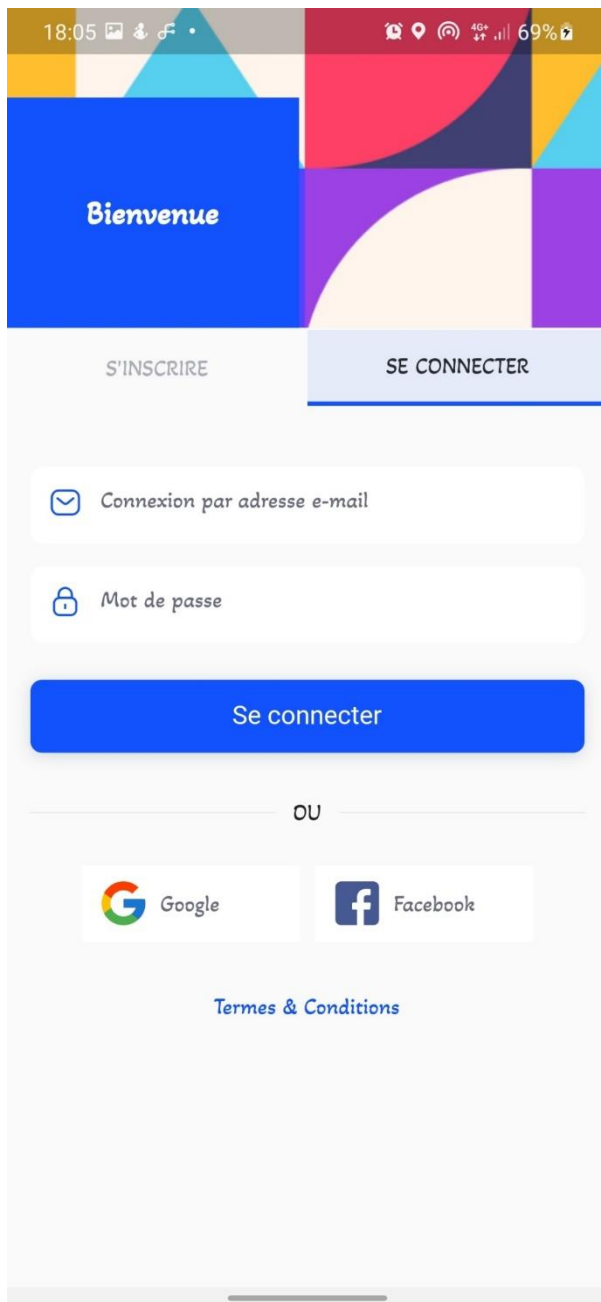 18:05 4G+ 69%
Bienvenue
S'INSCRIRE SE CONNECTER
Connexion par adresse e-mail
Mot de passe
Se connecter
OU
Google Facebook
Termes & Conditions